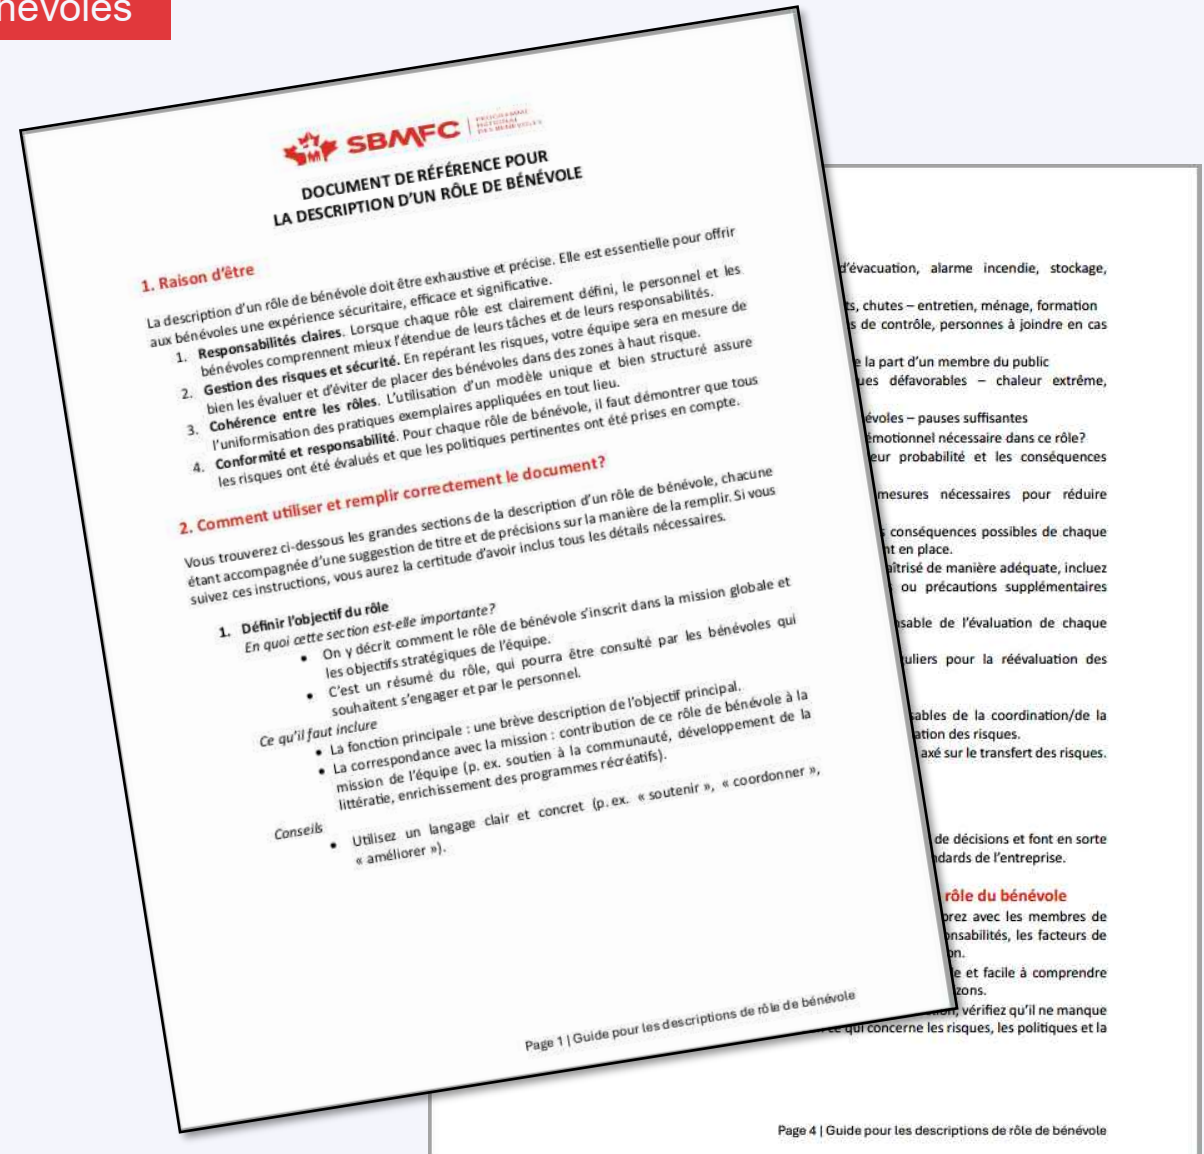 névoles
SBMFC
PROGRAMME
NATIONAL
DES BÉNÉVOLES
DOCUMENT DE RÉFÉRENCE POUR
LA DESCRIPTION D'UN RÔLE DE BÉNÉVOLE
1. Raison d'être
La description d'un rôle de bénévole doit être exhaustive et précise. Elle est essentielle pour offrir
aux bénévoles une expérience sécuritaire, efficace et significative.
1. Responsabilités claires. Lorsque chaque rôle est clairement défini, le personnel et les
bénévoles comprennent mieux l'étendue de leurs tâches et de leurs responsabilités.
2. Gestion des risques et sécurité. En repérant les risques, votre équipe sera en mesure de
bien les évaluer et d'éviter de placer des bénévoles dans des zones à haut risque.
3. Cohérence entre les rôles. L'utilisation d'un modèle unique et bien structuré assure
l'uniformisation des pratiques exemplaires appliquées en tout lieu.
4. Conformité et responsabilité. Pour chaque rôle de bénévole, il faut démontrer que tous
les risques ont été évalués et que les politiques pertinentes ont été prises en compte.
2. Comment utiliser et remplir correctement le document?
Vous trouverez ci-dessous les grandes sections de la description d'un rôle de bénévole, chacune
étant accompagnée d'une suggestion de titre et de précisions sur la manière de la remplir. Si vous
suivez ces instructions, vous aurez la certitude d'avoir inclus tous les détails nécessaires.
1. Définir l'objectif du rôle
En quoi cette section est-elle importante?
• On y décrit comment le rôle de bénévole s'inscrit dans la mission globale et
les objectifs stratégiques de l'équipe.
• C'est un résumé du rôle, qui pourra être consulté par les bénévoles qui
souhaitent s'engager et par le personnel.
Ce qu'il faut inclure
• La fonction principale : une brève description de l'objectif principal.
• La correspondance avec la mission : contribution de ce rôle de bénévole à la
mission de l'équipe (p. ex. soutien à la communauté, développement de la
littératie, enrichissement des programmes récréatifs).
Conseils
• Utilisez un langage clair et concret (p. ex. « soutenir », « coordonner »,
« améliorer »).
Page 1 | Guide pour les descriptions de rôle de bénévole
d'évacuation, alarme incendie, stockage,
ts, chutes – entretien, ménage, formation
s de contrôle, personnes à joindre en cas
e la part d'un membre du public
ues défavorables – chaleur extrême,
évoles – pauses suffisantes
émotionnel nécessaire dans ce rôle?
eur probabilité et les conséquences
mesures nécessaires pour réduire
s conséquences possibles de chaque
nt en place.
aîtrisé de manière adéquate, incluez
ou précautions supplémentaires
nsable de l'évaluation de chaque
guliers pour la réévaluation des
sables de la coordination/de la
ation des risques.
axé sur le transfert des risques.
de décisions et font en sorte
dards de l'entreprise.
rôle du bénévole
orez avec les membres de
onsabilités, les facteurs de
on.
e et facile à comprendre
zons.
vérifiez qu'il ne manque
qui concerne les risques, les politiques et la
Page 4 | Guide pour les descriptions de rôle de bénévole